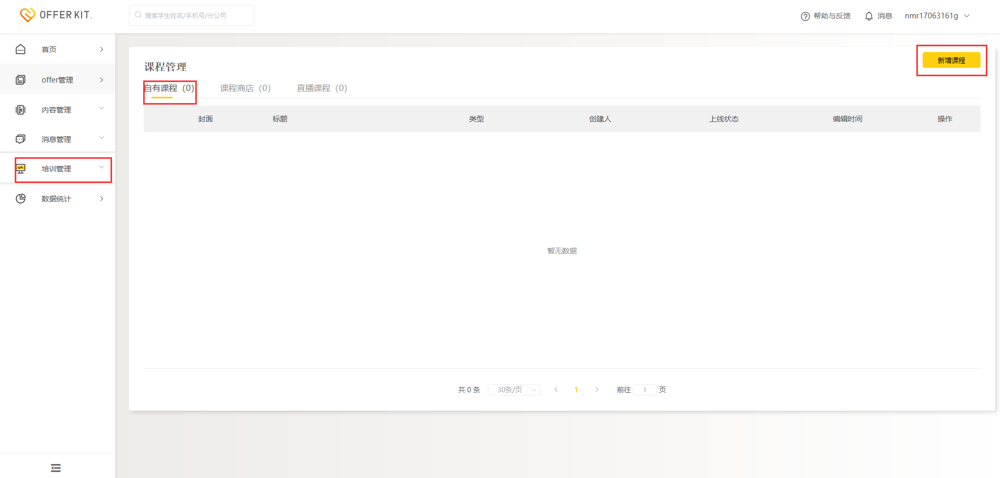 OFFER KIT.
搜索学生姓名/手机号/分公司
帮助与反馈
消息
nmr17063161g
首页
offer管理
内容管理
消息管理
培训管理
数据统计
课程管理
新增课程
自有课程（0） 课程商店（0） 直播课程（0）
封面 标题 类型 创建人 上线状态 编辑时间 操作
暂无数据
共 0 条 30条/页 1 前往 1 页